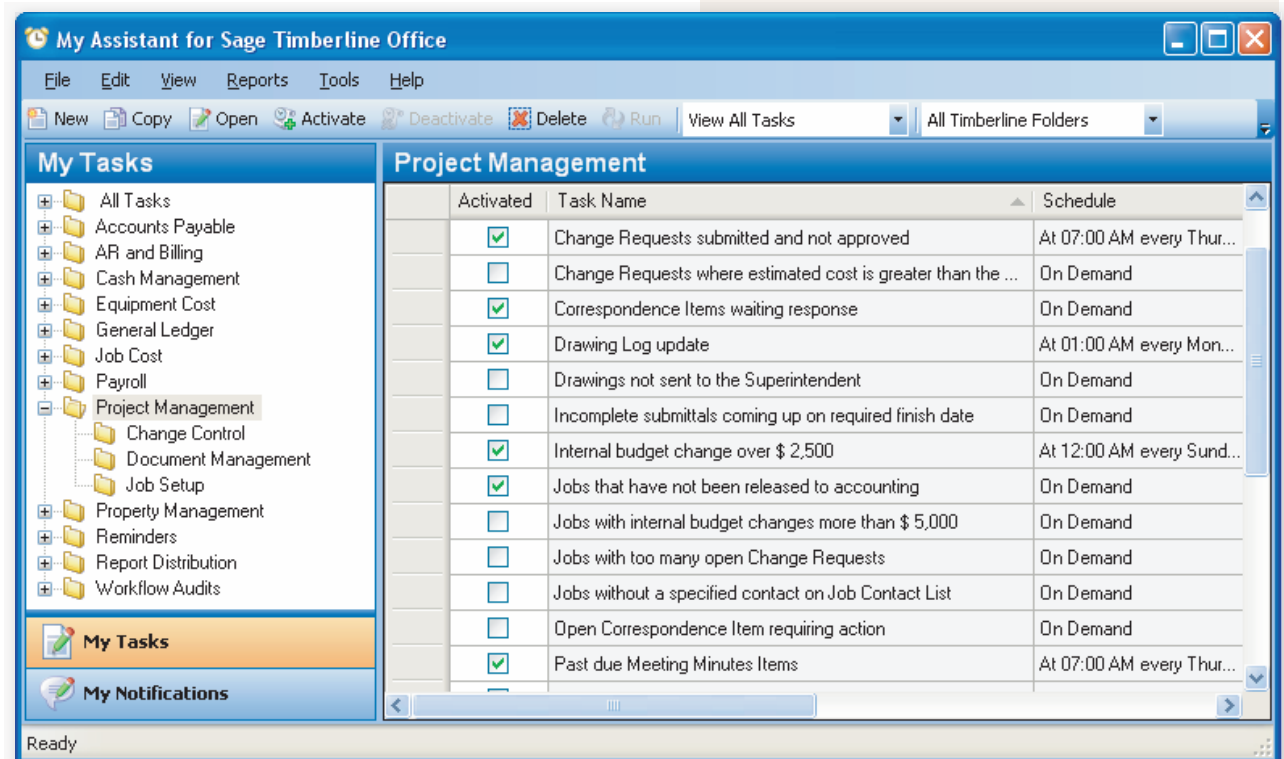 My Assistant for Sage Timberline Office
File Edit View Reports Tools Help
New Copy Open Activate Deactivate Delete Run View All Tasks All Timberline Folders
My Tasks
All Tasks
Accounts Payable
AR and Billing
Cash Management
Equipment Cost
General Ledger
Job Cost
Payroll
Project Management
Change Control
Document Management
Job Setup
Property Management
Reminders
Report Distribution
Workflow Audits
My Tasks
My Notifications
Project Management
Activated Task Name Schedule
Change Requests submitted and not approved At 07:00 AM every Thur...
Change Requests where estimated cost is greater than the ... On Demand
Correspondence Items waiting response On Demand
Drawing Log update At 01:00 AM every Mon...
Drawings not sent to the Superintendent On Demand
Incomplete submittals coming up on required finish date On Demand
Internal budget change over $ 2,500 At 12:00 AM every Sund...
Jobs that have not been released to accounting On Demand
Jobs with internal budget changes more than $ 5,000 On Demand
Jobs with too many open Change Requests On Demand
Jobs without a specified contact on Job Contact List On Demand
Open Correspondence Item requiring action On Demand
Past due Meeting Minutes Items At 07:00 AM every Thur...
Ready